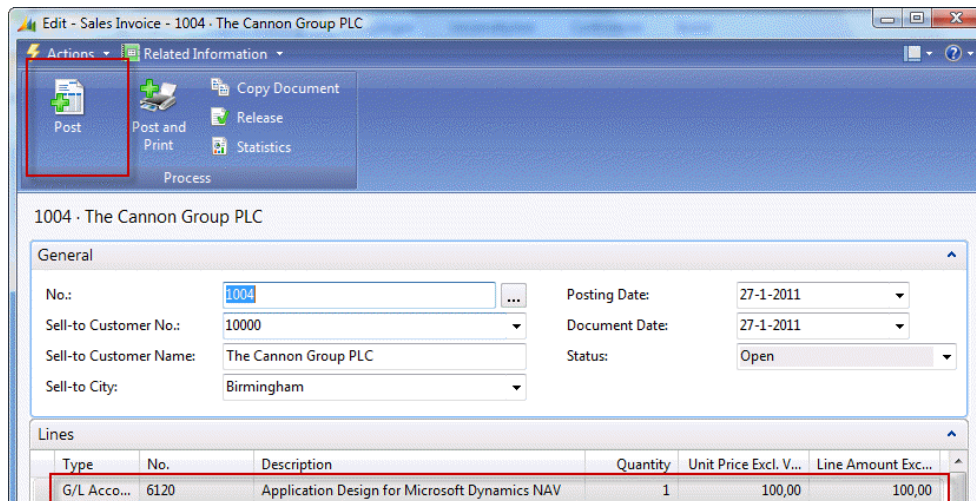 Edit - Sales Invoice - 1004 · The Cannon Group PLC
Actions Related Information
Post
Post and Print
Copy Document
Release
Statistics
Process
1004 · The Cannon Group PLC
General
No.: 1004 ... Posting Date: 27-1-2011
Sell-to Customer No.: 10000 Document Date: 27-1-2011
Sell-to Customer Name: The Cannon Group PLC Status: Open
Sell-to City: Birmingham
Lines
Type No. Description Quantity Unit Price Excl. V... Line Amount Exc...
G/L Acco... 6120 Application Design for Microsoft Dynamics NAV 1 100,00 100,00